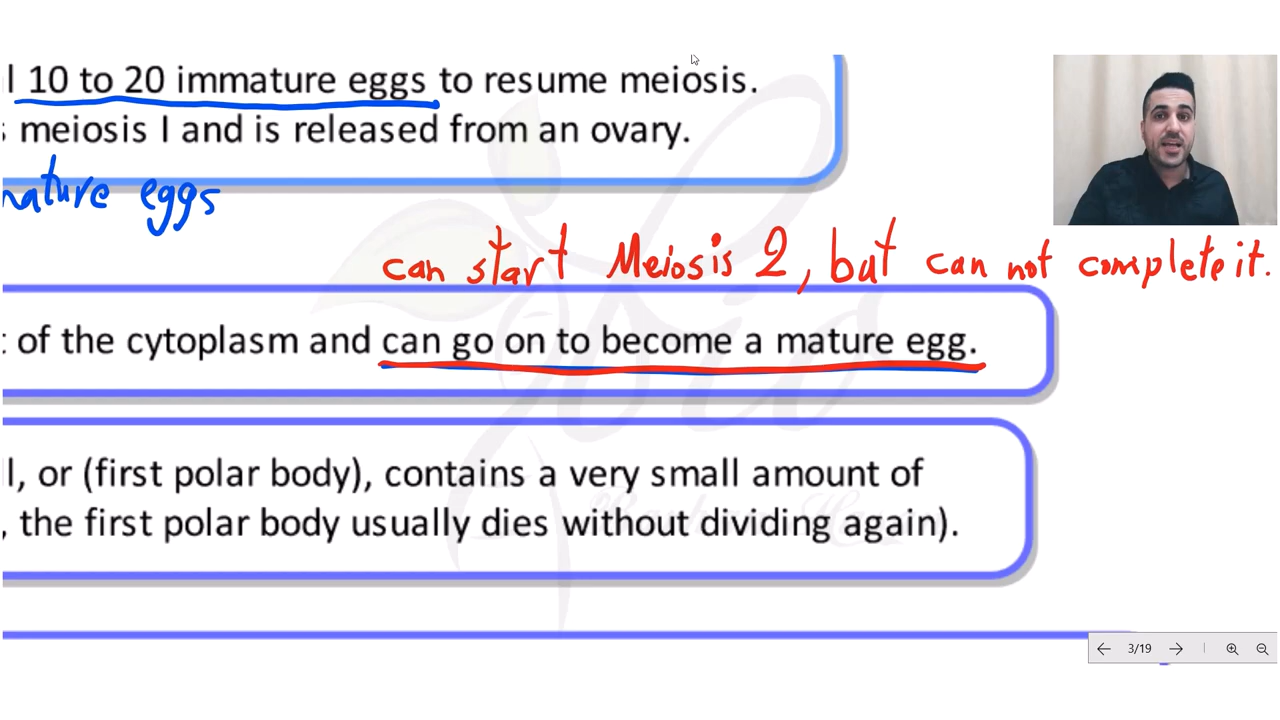 l 10 to 20 immature eggs to resume meiosis.
s meiosis I and is released from an ovary.
mature eggs
can start Meiosis 2, but can not complete it.
t of the cytoplasm and can go on to become a mature egg.
ll, or (first polar body), contains a very small amount of
, the first polar body usually dies without dividing again).
3/19